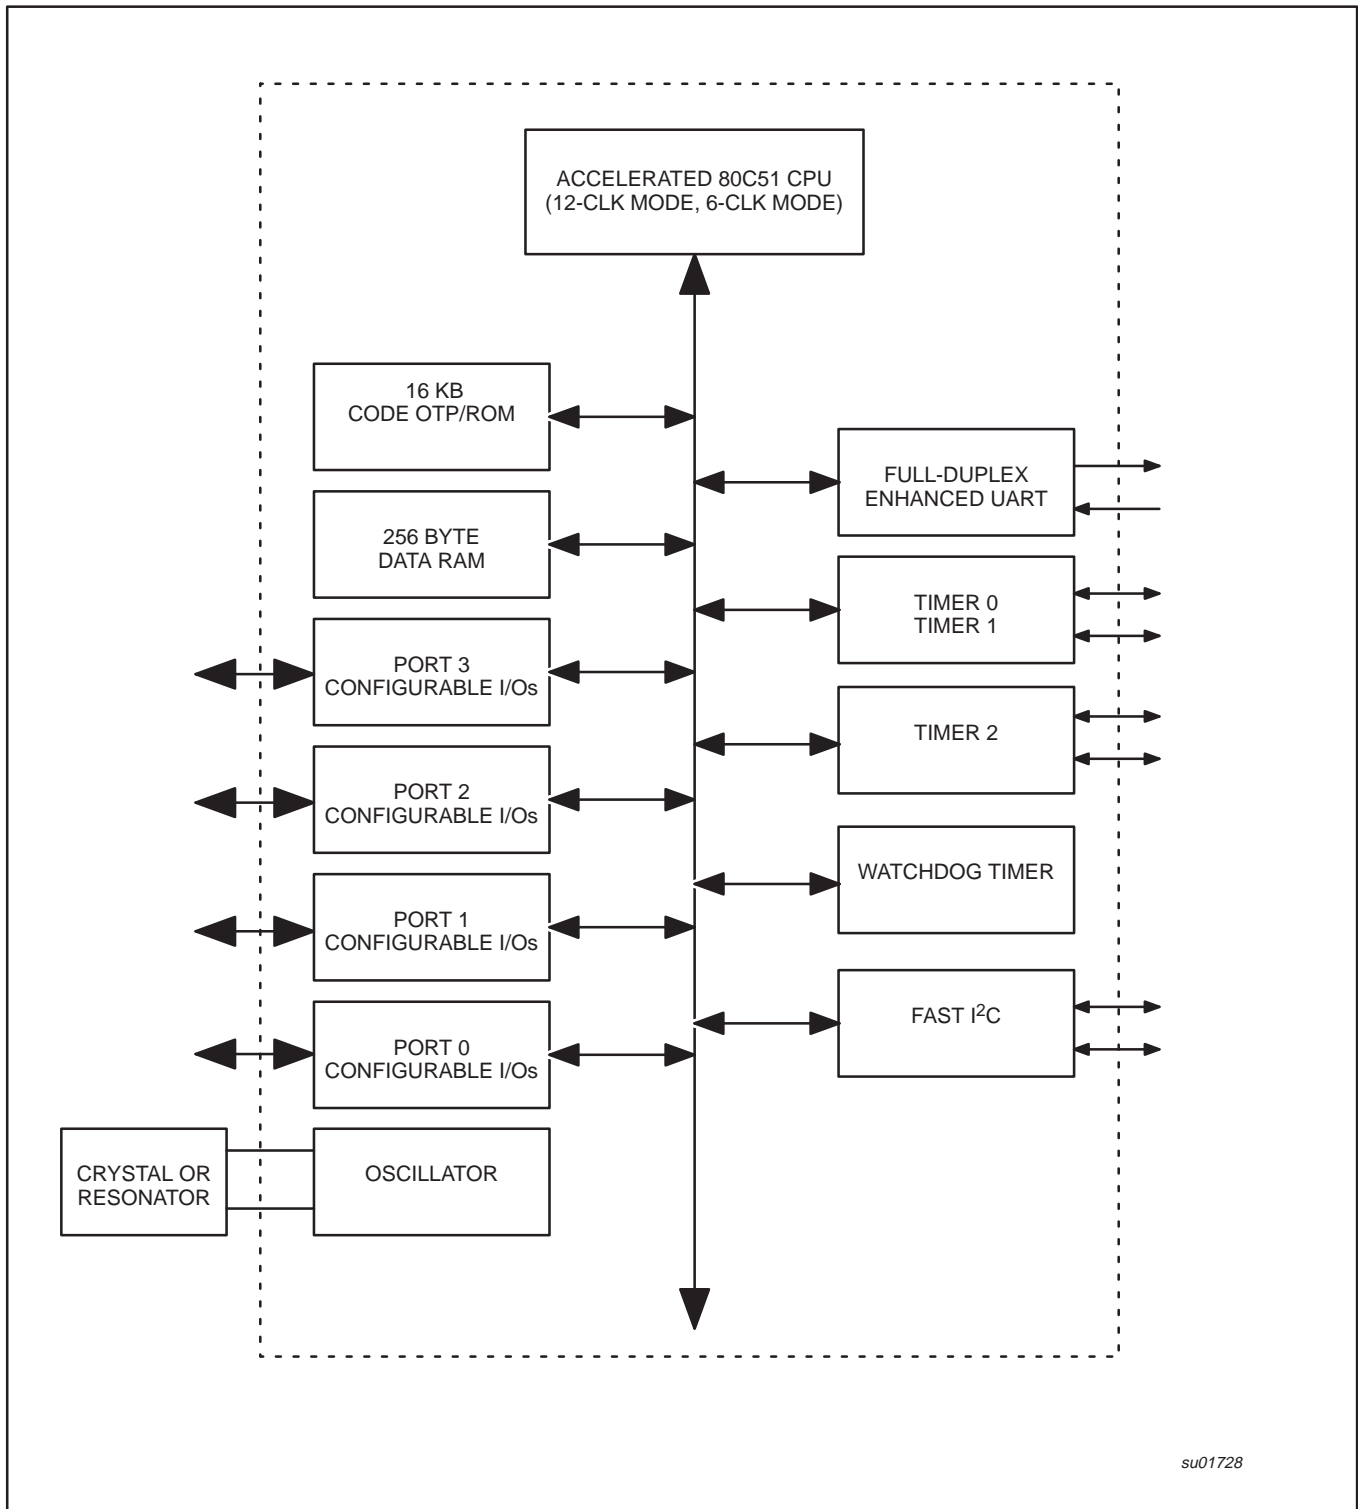 ACCELERATED 80C51 CPU
(12-CLK MODE, 6-CLK MODE)
16 KB
CODE OTP/ROM
256 BYTE
DATA RAM
PORT 3
CONFIGURABLE I/Os
PORT 2
CONFIGURABLE I/Os
PORT 1
CONFIGURABLE I/Os
PORT 0
CONFIGURABLE I/Os
CRYSTAL OR
RESONATOR
OSCILLATOR
FULL-DUPLEX
ENHANCED UART
TIMER 0
TIMER 1
TIMER 2
WATCHDOG TIMER
FAST I²C
su01728